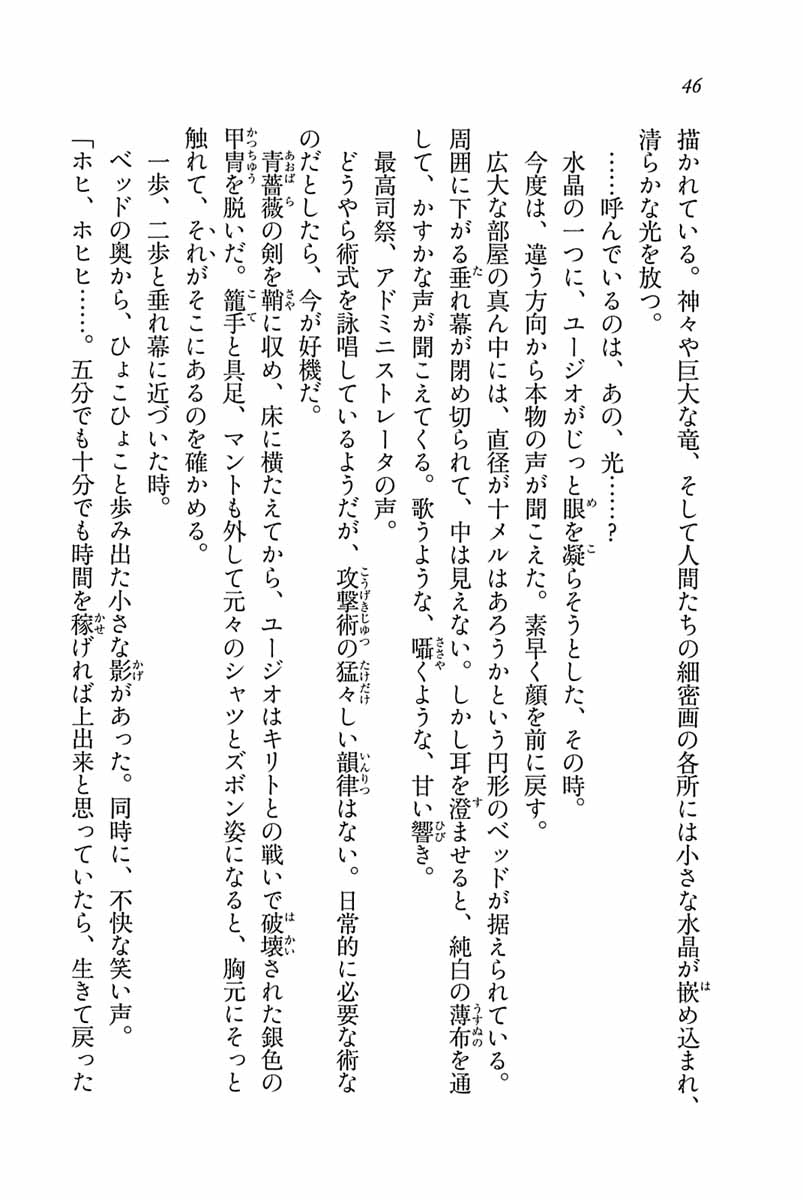 46
描かれている。神々や巨大な竜、そして人間たちの細密画の各所には小さな水晶が嵌め込まれ、
清らかな光を放つ。
……呼んでいるのは、あの、光……？
水晶の一つに、ユージオがじっと眼を凝らそうとした、その時。
今度は、違う方向から本物の声が聞こえた。素早く顔を前に戻す。
広大な部屋の真ん中には、直径が十メルはあろうかという円形のベッドが据えられている。
周囲に下がる垂れ幕が閉め切られて、中は見えない。しかし耳を澄ませると、純白の薄布を通
して、かすかな声が聞こえてくる。歌うような、囁くような、甘い響き。
最高司祭、アドミニストレータの声。
どうやら術式を詠唱しているようだが、攻撃術の猛々しい韻律はない。日常的に必要な術な
のだとしたら、今が好機だ。
青薔薇の剣を鞘に収め、床に横たえてから、ユージオはキリトとの戦いで破壊された銀色の
甲冑を脱いだ。籠手と具足、マントも外して元々のシャツとズボン姿になると、胸元にそっと
触れて、それがそこにあるのを確かめる。
一歩、二歩と垂れ幕に近づいた時。
ベッドの奥から、ひょこひょこと歩み出た小さな影があった。同時に、不快な笑い声。
「ホヒ、ホヒヒ……。五分でも十分でも時間を稼げれば上出来と思っていたら、生きて戻った